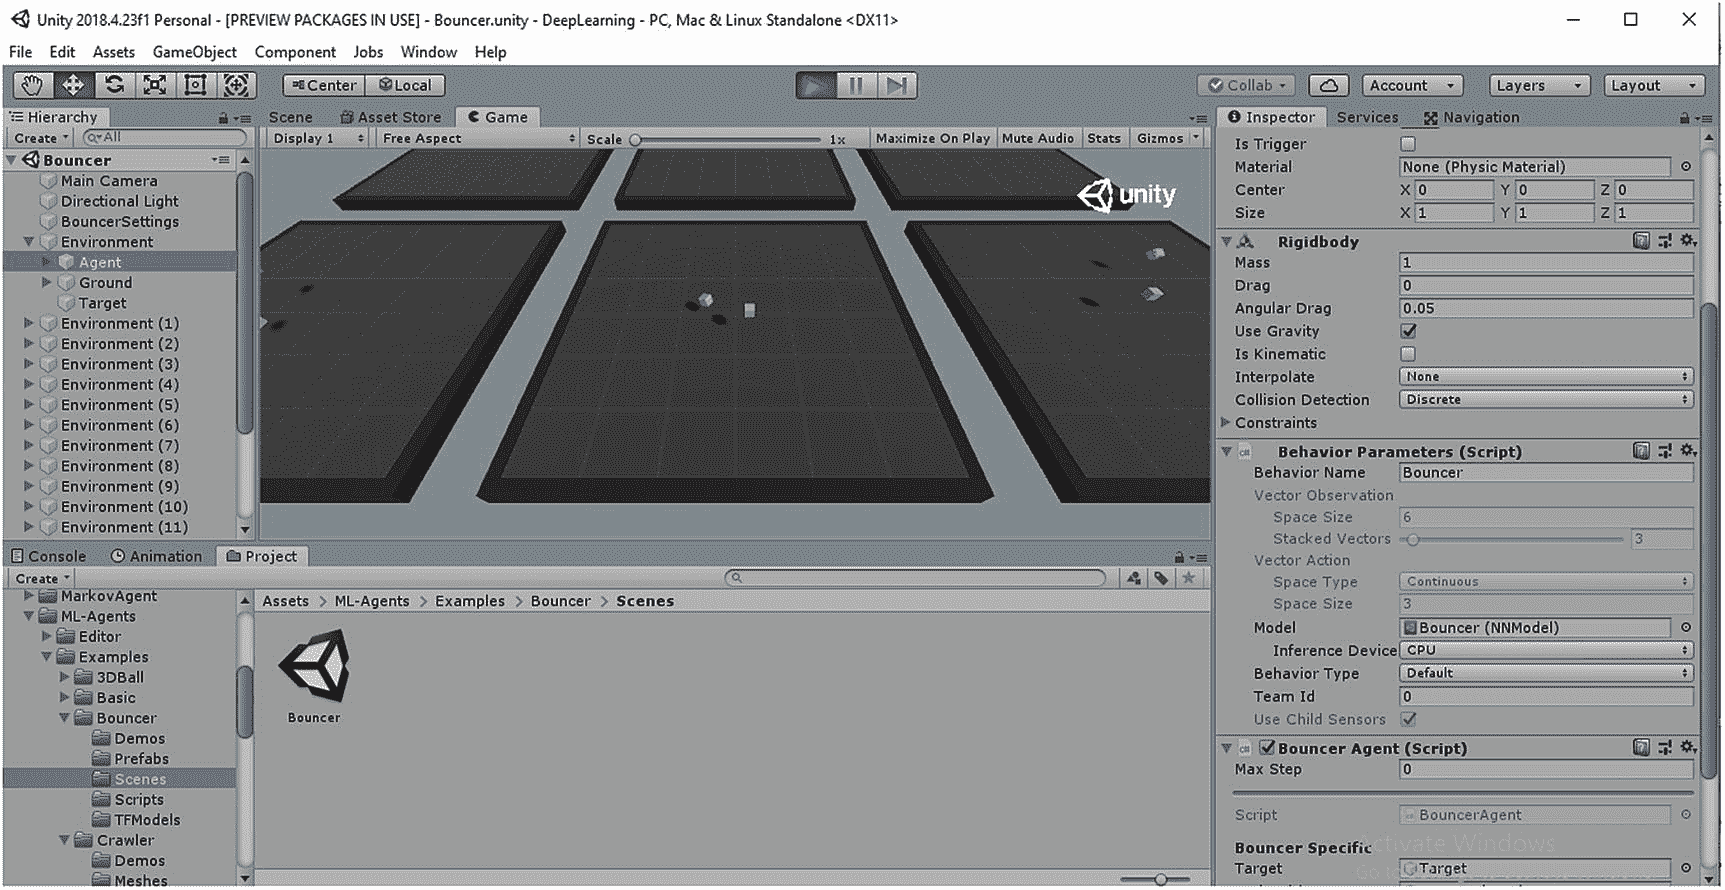 Unity 2018.4.23f1 Personal - [PREVIEW PACKAGES IN USE] - Bouncer.unity - DeepLearning - PC, Mac & Linux Standalone <DX11>
File Edit Assets GameObject Component Jobs Window Help
Center Local Collab Account Layers Layout
Hierarchy
Create All
Bouncer
Main Camera
Directional Light
BouncerSettings
Environment
Agent
Ground
Target
Environment (1)
Environment (2)
Environment (3)
Environment (4)
Environment (5)
Environment (6)
Environment (7)
Environment (8)
Environment (9)
Environment (10)
Environment (11)
Scene Asset Store Game
Display 1 Free Aspect Scale 1x Maximize On Play Mute Audio Stats Gizmos
unity
Console Animation Project
Create
MarkovAgent
ML-Agents
Editor
Examples
3DBall
Basic
Bouncer
Demos
Prefabs
Scenes
Scripts
TFModels
Crawler
Demos
Meshes
Assets > ML-Agents > Examples > Bouncer > Scenes
Bouncer
Inspector Services Navigation
Is Trigger
Material None (Physic Material)
Center X 0 Y 0 Z 0
Size X 1 Y 1 Z 1
Rigidbody
Mass 1
Drag 0
Angular Drag 0.05
Use Gravity
Is Kinematic
Interpolate None
Collision Detection Discrete
Constraints
Behavior Parameters (Script)
Behavior Name Bouncer
Vector Observation
Space Size 6
Stacked Vectors 3
Vector Action
Space Type Continuous
Space Size 3
Model Bouncer (NNModel)
Inference Device CPU
Behavior Type Default
Team Id 0
Use Child Sensors
Bouncer Agent (Script)
Max Step 0
Script BouncerAgent
Activate Windows
Bouncer Specific
Target Target